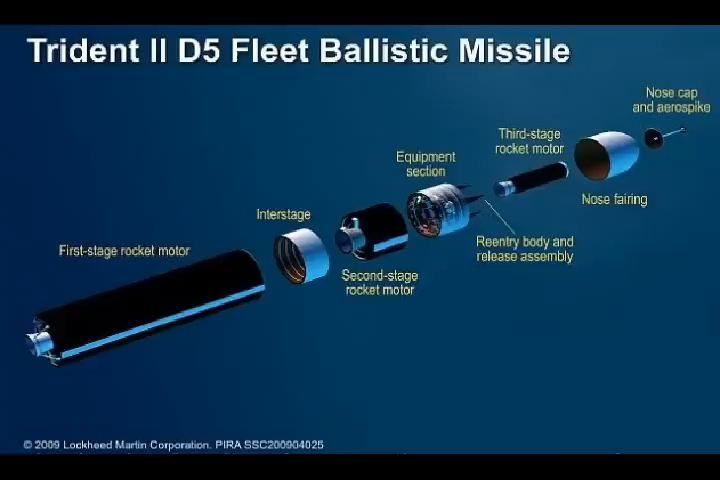 Trident II D5 Fleet Ballistic Missile
Nose cap
and aerospike
Third-stage
rocket motor
Equipment
section
Nose fairing
Interstage
Reentry body and
release assembly
First-stage rocket motor
Second-stage
rocket motor
© 2009 Lockheed Martin Corporation. PIRA SSC200904025